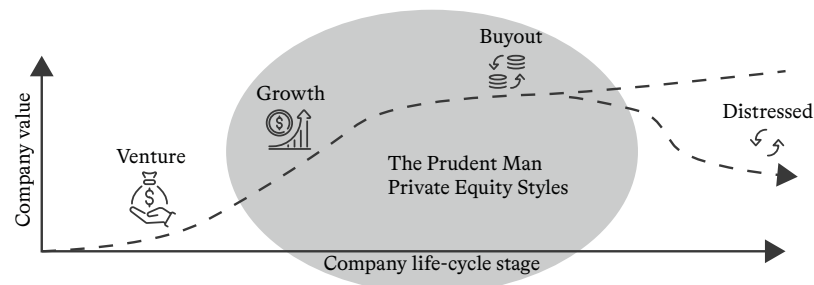 Buyout
Growth
Distressed
Venture
Company value
The Prudent Man
Private Equity Styles
Company life-cycle stage
$
$